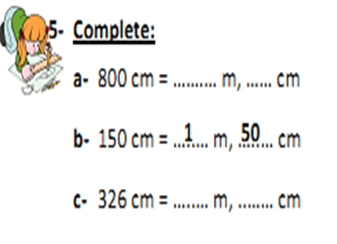 5- Complete:
a- 800 cm = .......... m, ...... cm
b- 150 cm = ...1.... m, ..50.... cm
c- 326 cm = ........ m, ........ cm